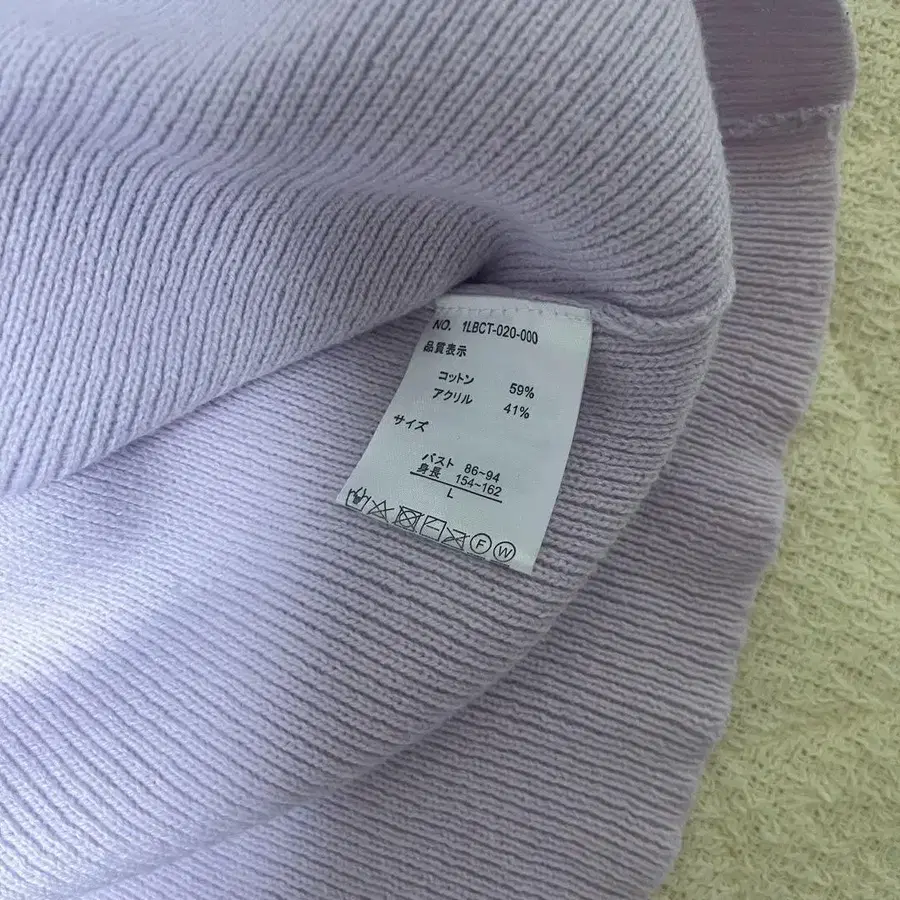 NO. 1LBCT-020-000
品質表示
コットン 59%
アクリル 41%
サイズ
バスト 86~94
身長 154~162
L
F W